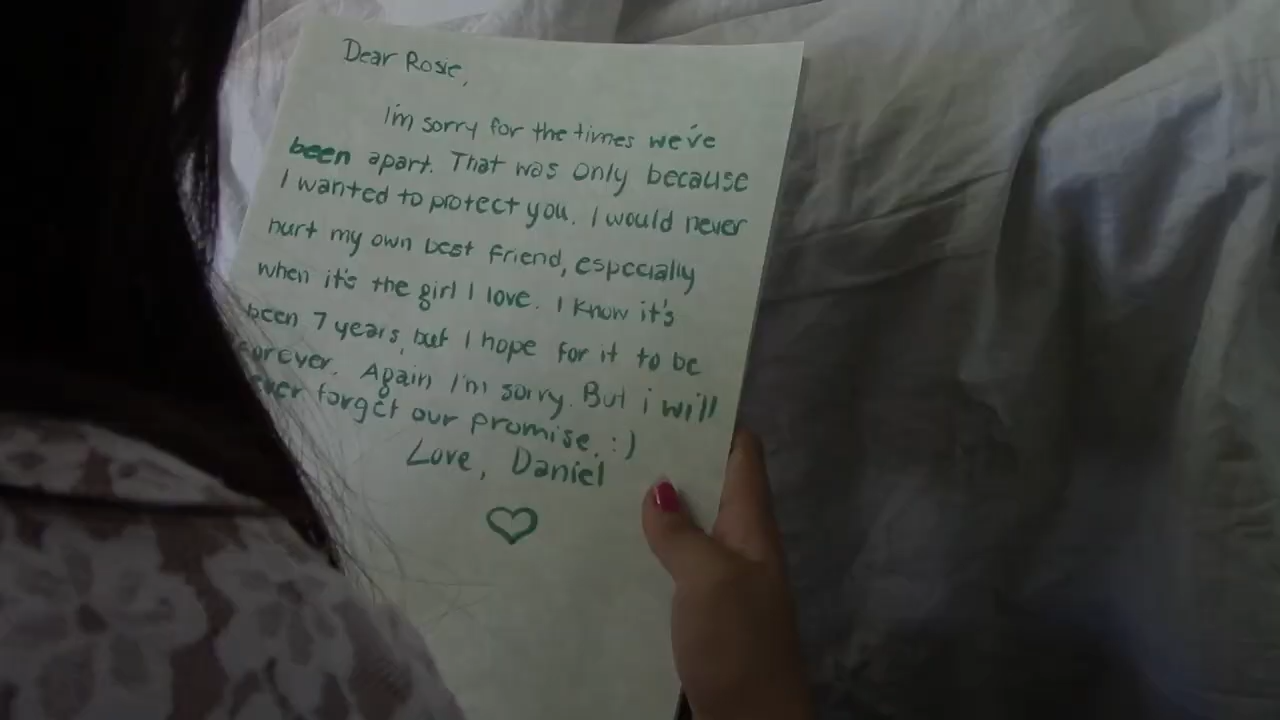 Dear Rosie,
I'm sorry for the times we've
been apart. That was only because
I wanted to protect you. I would never
hurt my own best friend, especially
when it's the girl I love. I know it's
been 7 years, but I hope for it to be
forever. Again I'm sorry. But i will
forget our promise. :)
Love, Daniel